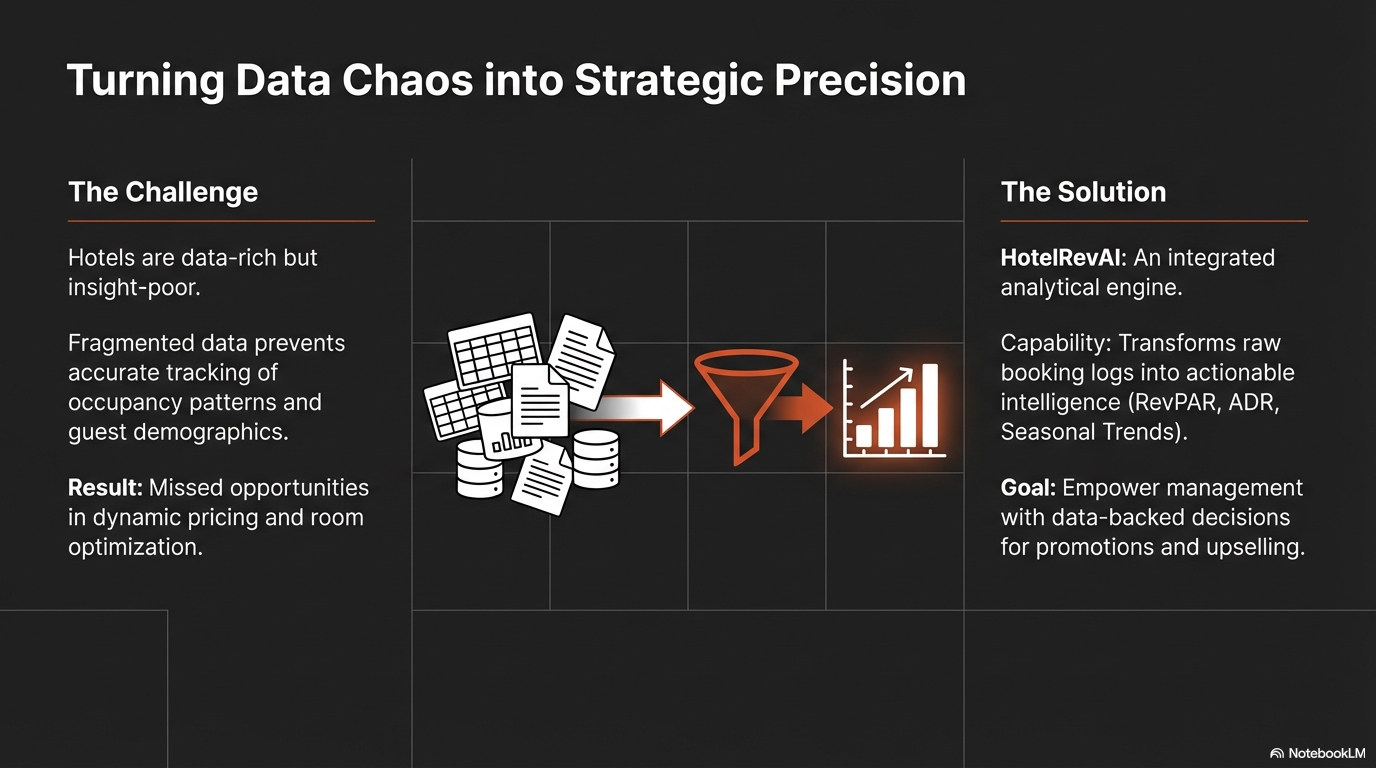 Turning Data Chaos into Strategic Precision
The Challenge
Hotels are data-rich but
insight-poor.
Fragmented data prevents
accurate tracking of
occupancy patterns and
guest demographics.
Result: Missed opportunities
in dynamic pricing and room
optimization.
The Solution
HotelRevAI: An integrated
analytical engine.
Capability: Transforms raw
booking logs into actionable
intelligence (RevPAR, ADR,
Seasonal Trends).
Goal: Empower management
with data-backed decisions
for promotions and upselling.
NotebookLM